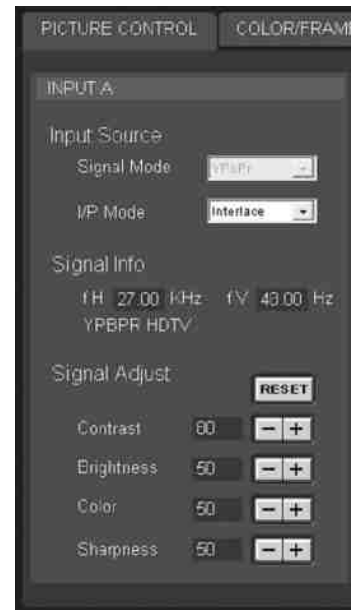 PICTURE CONTROL COLOR/FRAME
INPUT A
Input Source
Signal Mode YPbPr
I/P Mode Interlace
Signal Info
fH 27.00 KHz fV 48.00 Hz
YPBPR HDTV
Signal Adjust
RESET
Contrast 80 - +
Brightness 50 - +
Color 50 - +
Sharpness 50 - +